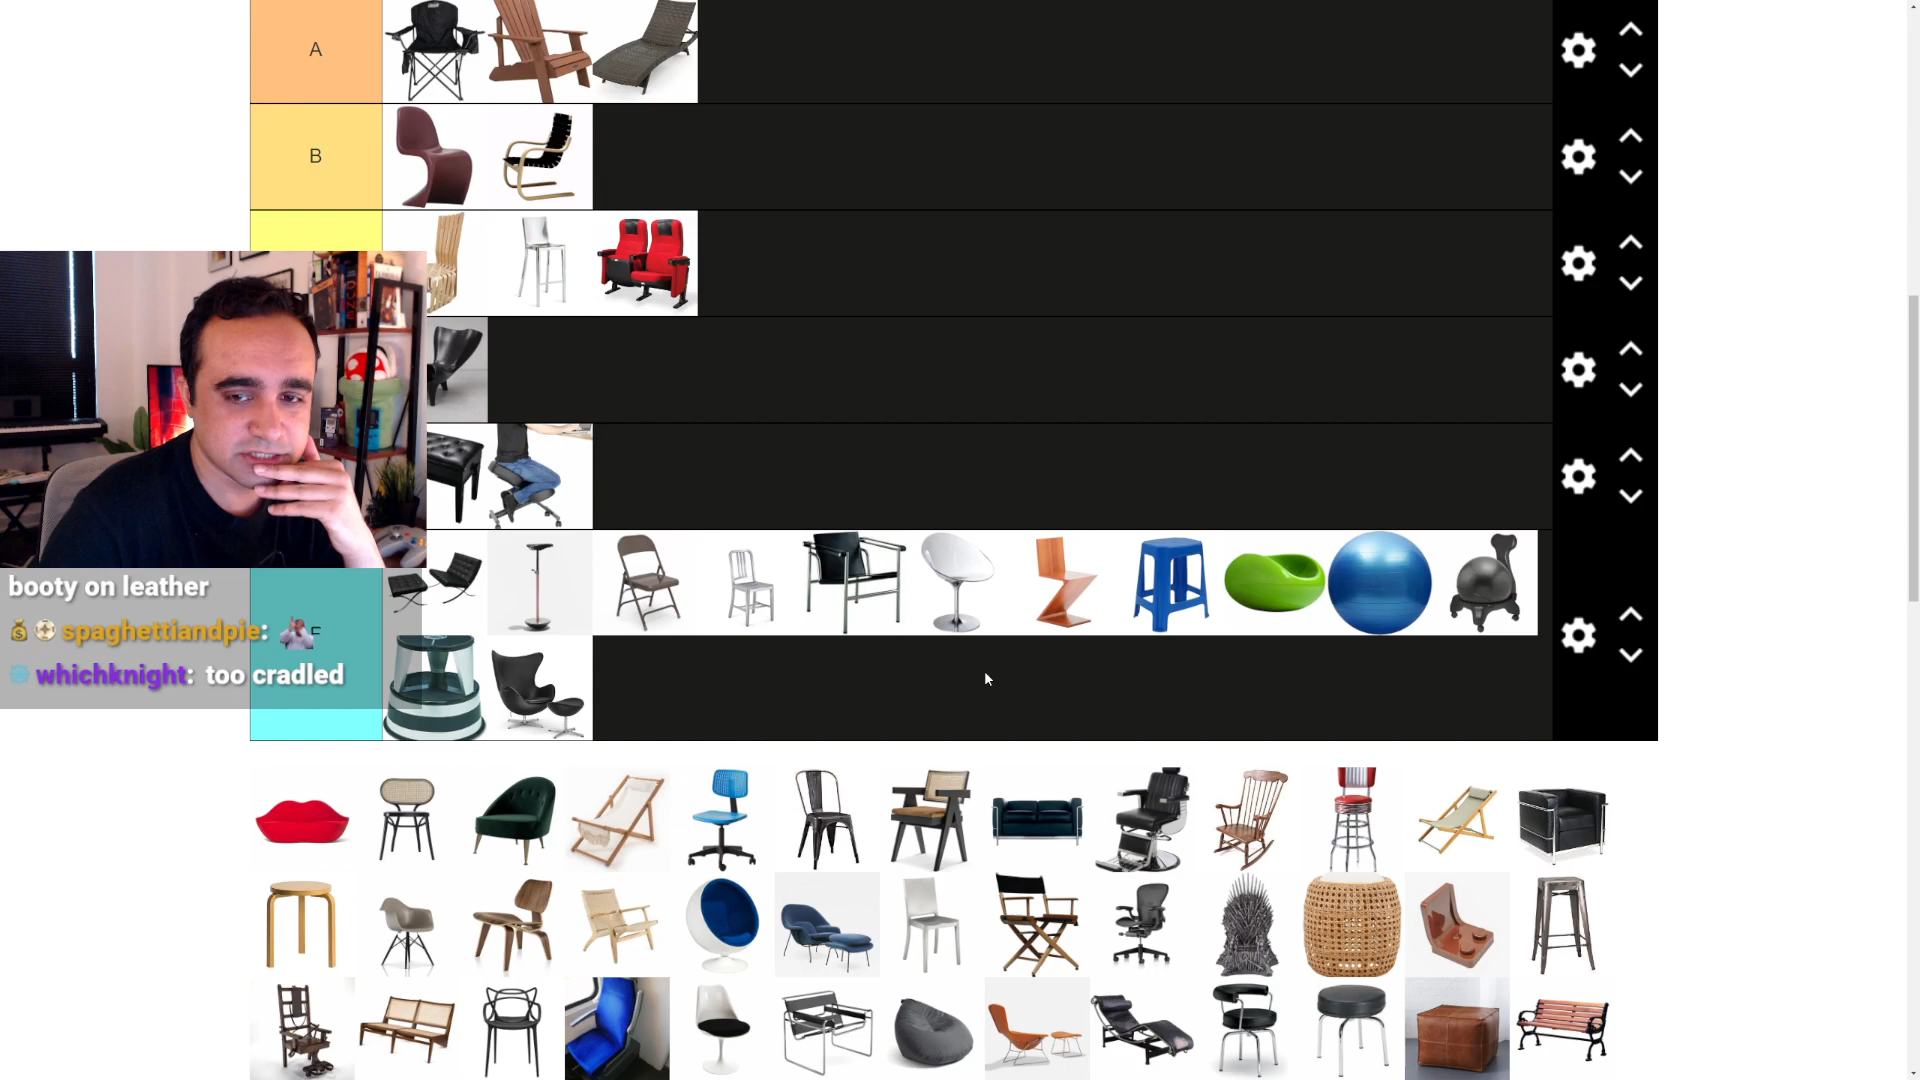 A
B
booty on leather
spaghettiandpie:
F
whichknight: too cradled